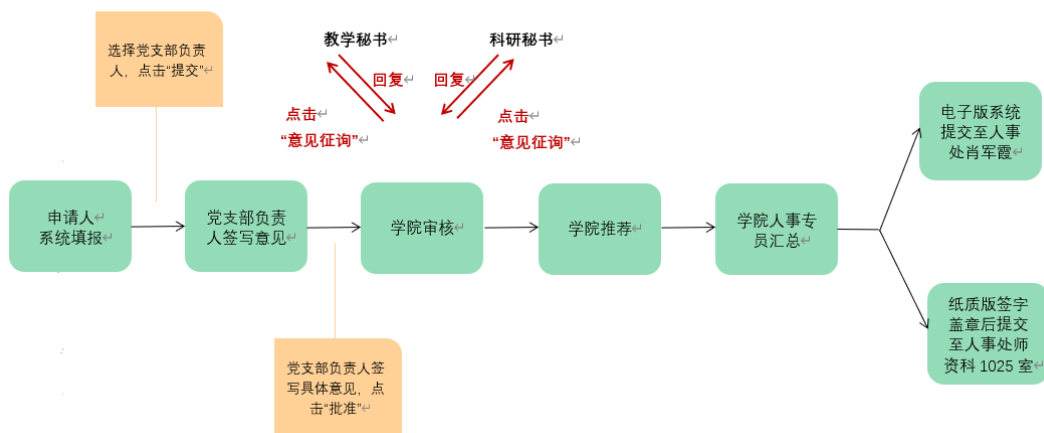 选择党支部负责
人，点击“提交”
教学秘书
科研秘书
回复
回复
点击
“意见征询”
点击
“意见征询”
申请人
系统填报
党支部负责
人签写意见
学院审核
学院推荐
学院人事专
员汇总
电子版系统
提交至人事
处肖军霞
纸质版签字
盖章后提交
至人事处师
资科 1025 室
党支部负责人签
写具体意见，点
击“批准”